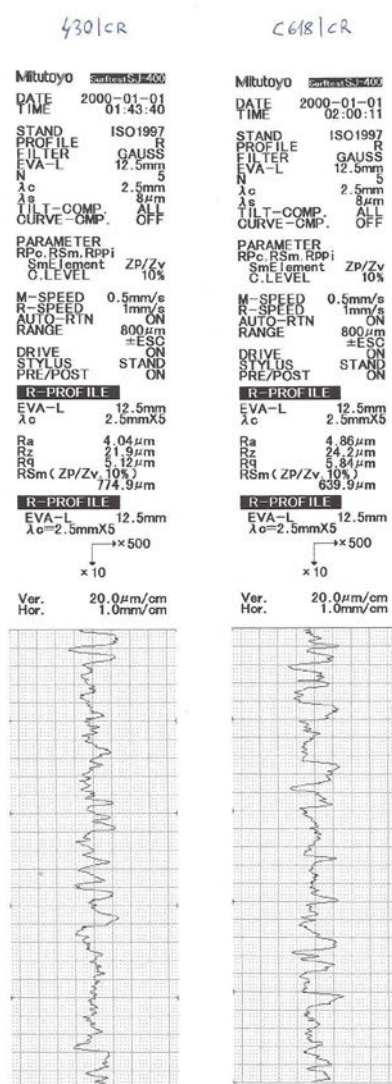 430/CR
Mitutoyo Surftest SJ-400
DATE 2000-01-01
TIME 01:43:40
STAND ISO1997
PROFILE R
FILTER GAUSS
EVA-L 12.5mm
N 5
λc 2.5mm
λs 8μm
TILT-COMP. ALL
CURVE-CMP. OFF
PARAMETER
RPc.RSm.RPpi
SmElement ZP/Zv
C.LEVEL 10%
M-SPEED 0.5mm/s
R-SPEED 1mm/s
AUTO-RTN ON
RANGE 800μm
±ESC
DRIVE ON
STYLUS STAND
PRE/POST ON
R-PROFILE
EVA-L 12.5mm
λc 2.5mmX5
Ra 4.04μm
Rz 21.9μm
Rq 5.12μm
RSm(ZP/Zv,10%)
774.9μm
R-PROFILE
EVA-L 12.5mm
λc=2.5mmX5
×500
×10
Ver. 20.0μm/cm
Hor. 1.0mm/cm
C618/CR
Mitutoyo Surftest SJ-400
DATE 2000-01-01
TIME 02:00:11
STAND ISO1997
PROFILE R
FILTER GAUSS
EVA-L 12.5mm
N 5
λc 2.5mm
λs 8μm
TILT-COMP. ALL
CURVE-CMP. OFF
PARAMETER
RPc.RSm.RPpi
SmElement ZP/Zv
C.LEVEL 10%
M-SPEED 0.5mm/s
R-SPEED 1mm/s
AUTO-RTN ON
RANGE 800μm
±ESC
DRIVE ON
STYLUS STAND
PRE/POST ON
R-PROFILE
EVA-L 12.5mm
λc 2.5mmX5
Ra 4.86μm
Rz 24.2μm
Rq 5.84μm
RSm(ZP/Zv,10%)
639.9μm
R-PROFILE
EVA-L 12.5mm
λc=2.5mmX5
×500
×10
Ver. 20.0μm/cm
Hor. 1.0mm/cm